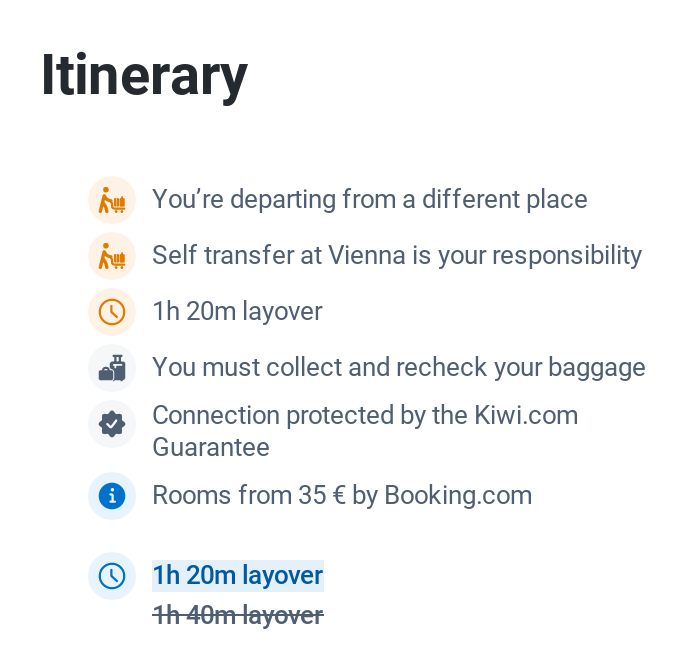 Itinerary
You’re departing from a different place
Self transfer at Vienna is your responsibility
1h 20m layover
You must collect and recheck your baggage
Connection protected by the Kiwi.com
Guarantee
Rooms from 35 € by Booking.com
1h 20m layover
1h 40m layover